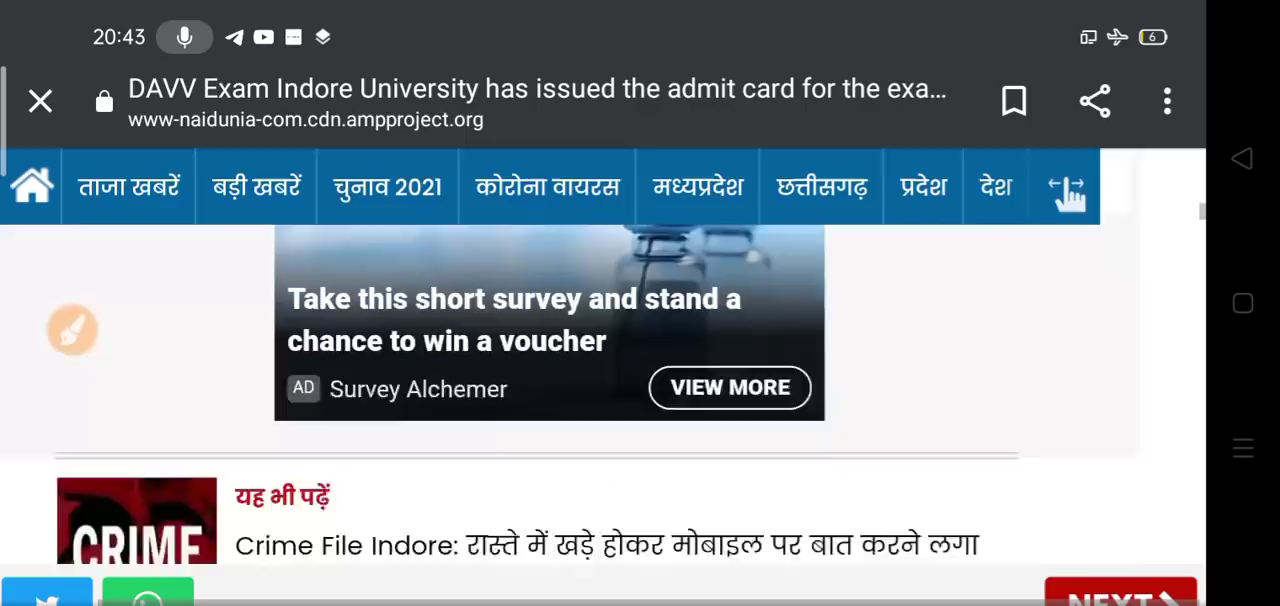 20:43
6
DAVV Exam Indore University has issued the admit card for the exa...
www-naidunia-com.cdn.ampproject.org
ताजा खबरें बड़ी खबरें चुनाव 2021 कोरोना वायरस मध्यप्रदेश छत्तीसगढ़ प्रदेश देश
Take this short survey and stand a
chance to win a voucher
AD Survey Alchemer VIEW MORE
यह भी पढ़ें
CRIME
Crime File Indore: रास्ते में खड़े होकर मोबाइल पर बात करने लगा
NEXT